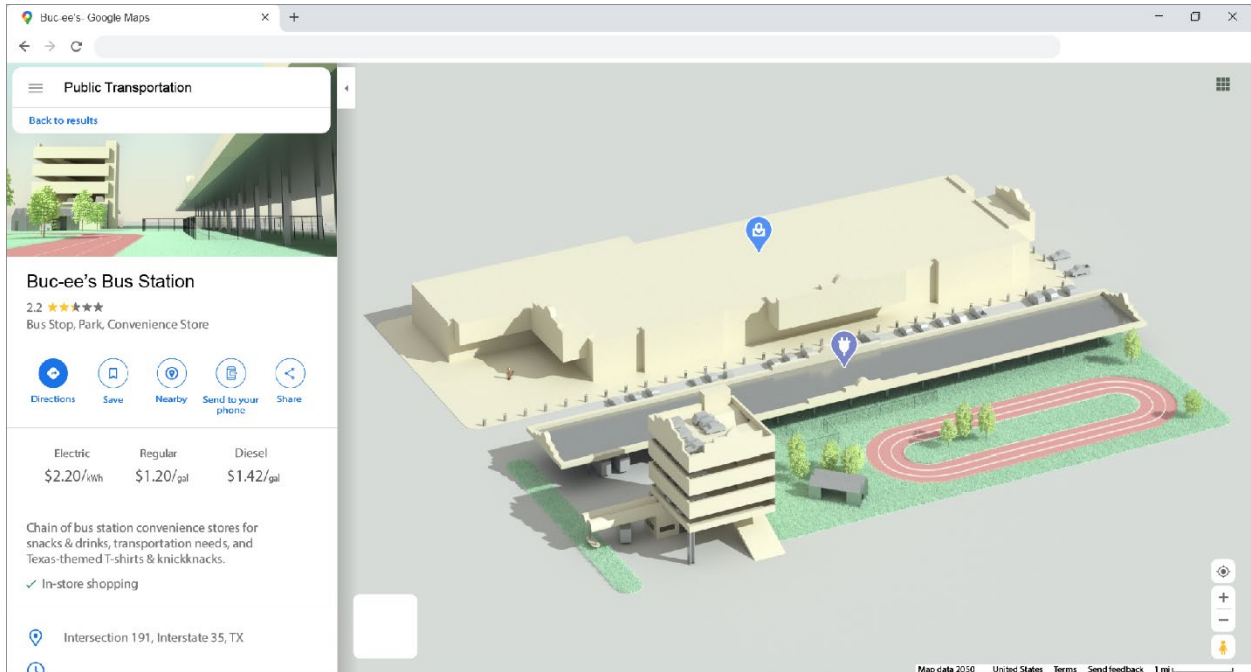 Buc-ee's- Google Maps
Public Transportation
Back to results
Buc-ee's Bus Station
2.2
Bus Stop, Park, Convenience Store
Directions
Save
Nearby
Send to your
phone
Share
Electric
Regular
Diesel
$2.20/kWh
$1.20/gal
$1.42/gal
Chain of bus station convenience stores for
snacks & drinks, transportation needs, and
Texas-themed T-shirts & knickknacks.
In-store shopping
Intersection 191, Interstate 35, TX
Map data 2050 United States Terms Send feedback 1 mi